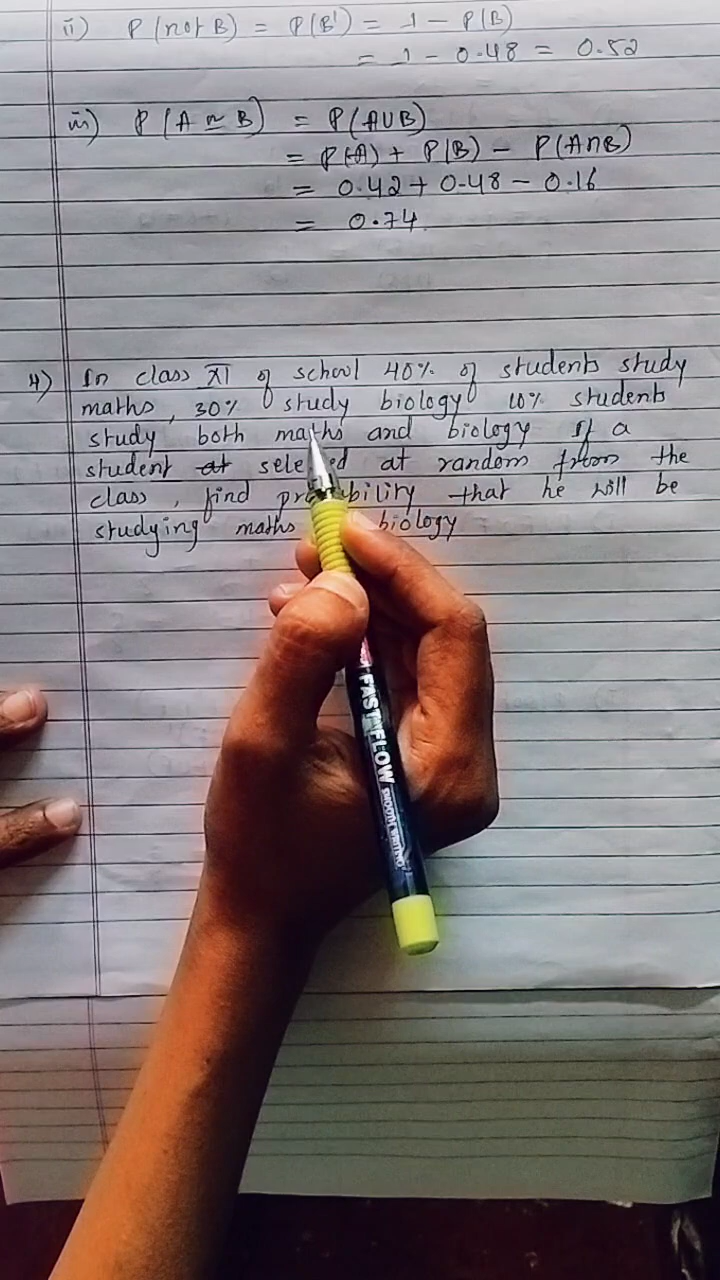 ii) P(not B) = P(B') = 1 - P(B)
= 1 - 0.48 = 0.52
iii) P(A or B) = P(A∪B)
= P(A) + P(B) - P(A∩B)
= 0.42 + 0.48 - 0.16
= 0.74
4) In class XI of school 40% of students study
maths, 30% study biology 10% students
study both maths and biology If a
student at at random from the
class, find that he will be
studying maths biology
FAST FLOW
SMOOTH WRITING